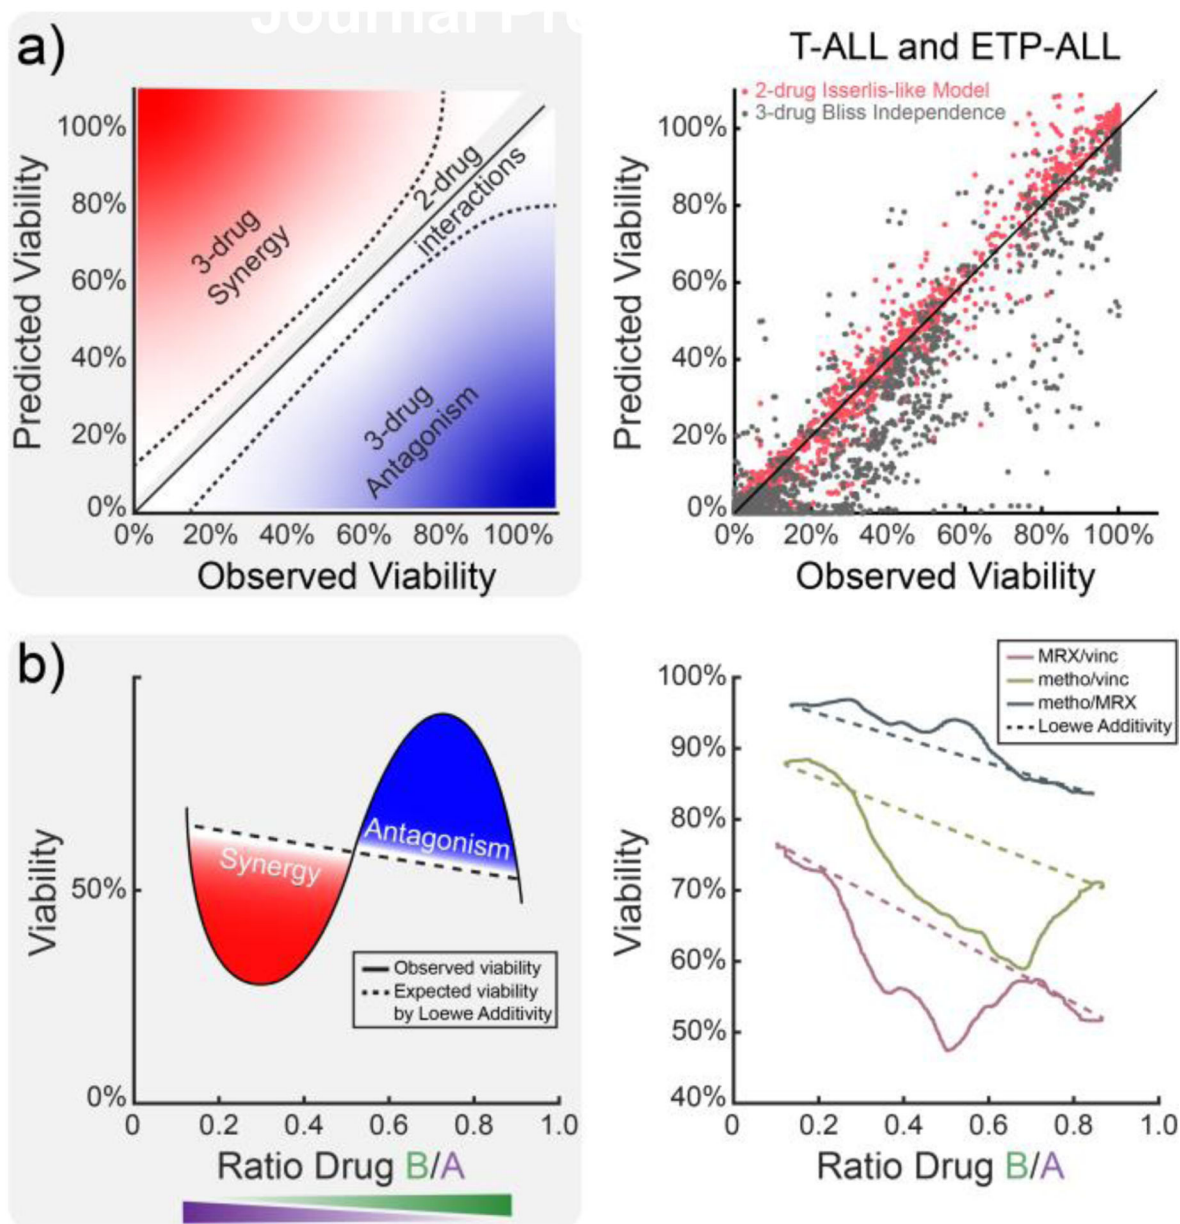 Journal Pr
a)
T-ALL and ETP-ALL
Predicted Viability
100%
80%
60%
40%
20%
0%
3-drug
Synergy
2-drug
interactions
3-drug
Antagonism
0% 20% 40% 60% 80% 100%
Observed Viability
Predicted Viability
100%
80%
60%
40%
20%
0%
2-drug Isserlis-like Model
3-drug Bliss Independence
0% 20% 40% 60% 80% 100%
Observed Viability
b)
Viability
50%
0%
Synergy
Antagonism
Observed viability
Expected viability
by Loewe Additivity
0 0.2 0.4 0.6 0.8 1.0
Ratio Drug B/A
Viability
100%
90%
80%
70%
60%
50%
40%
MRX/vinc
metho/vinc
metho/MRX
Loewe Additivity
0 0.2 0.4 0.6 0.8 1.0
Ratio Drug B/A